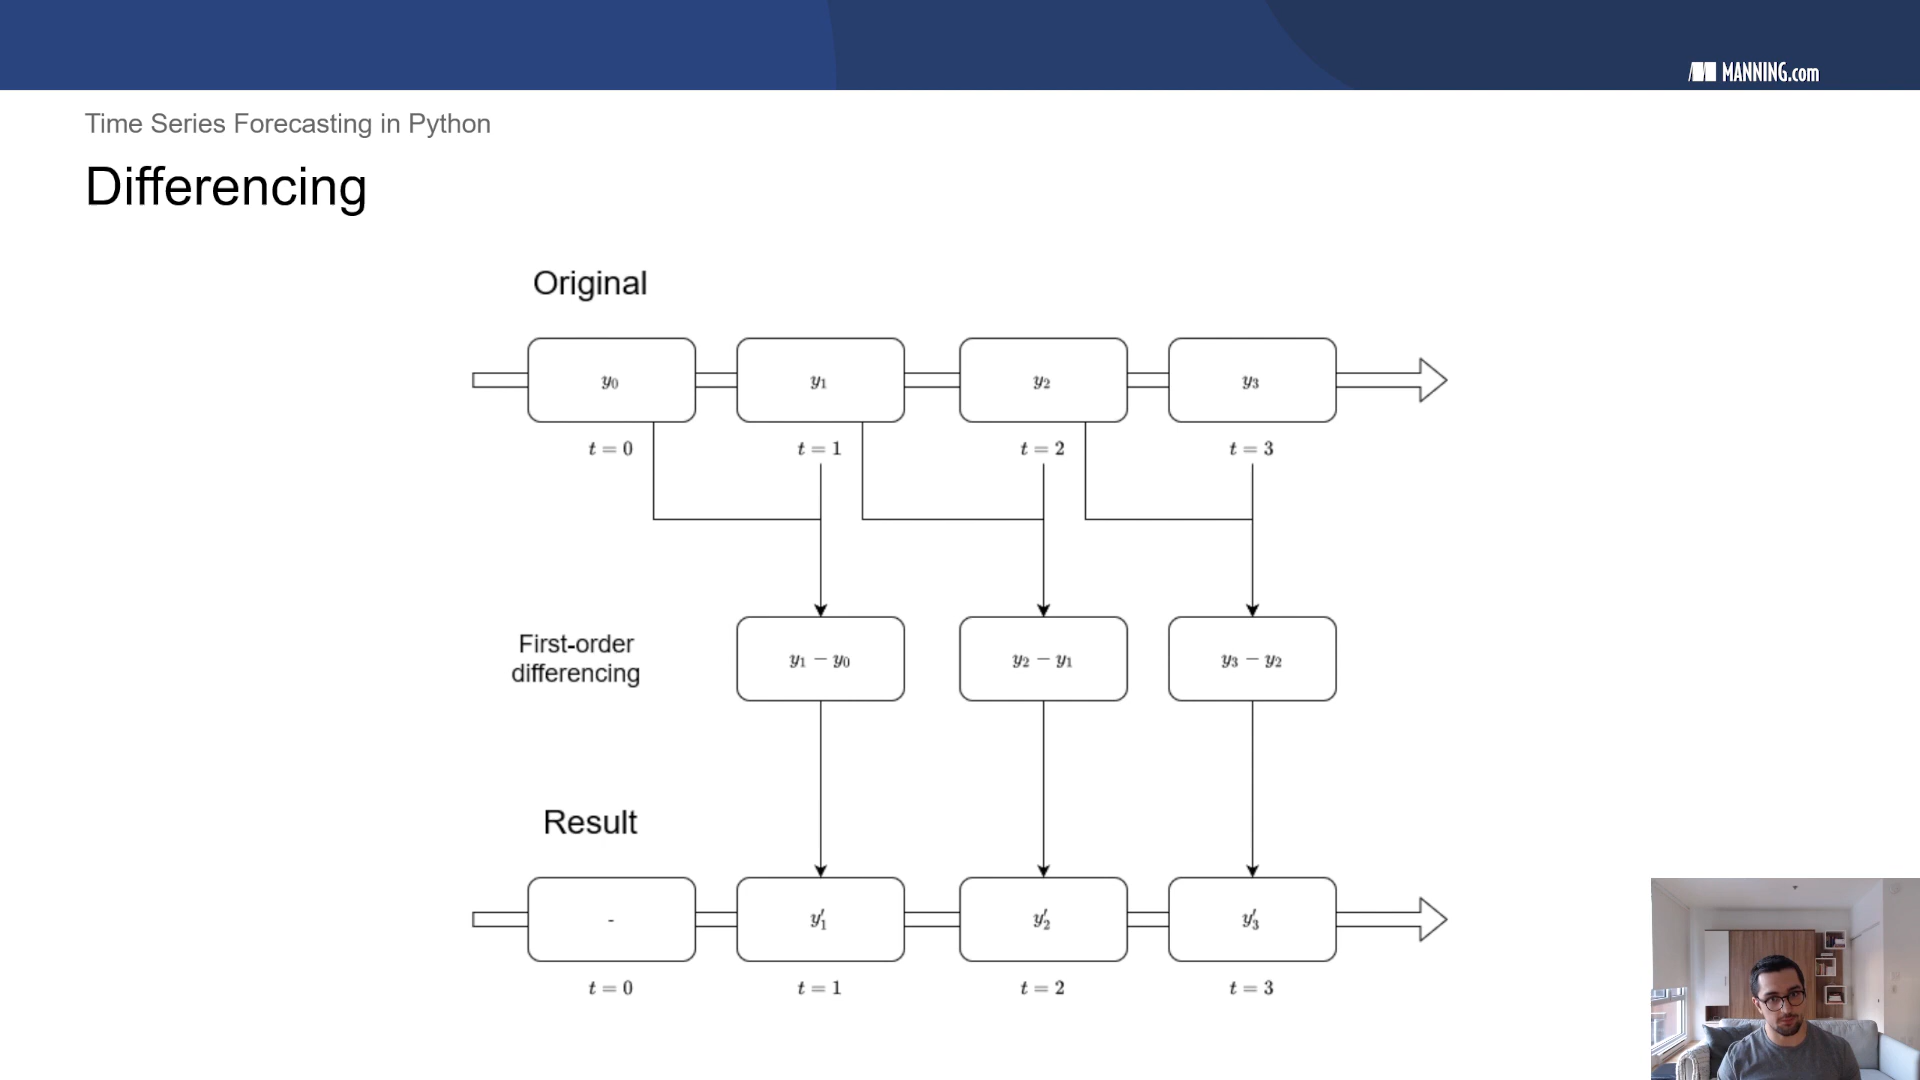 MANNING.com
Time Series Forecasting in Python
Differencing
Original
y₀ y₁ y₂ y₃
t = 0 t = 1 t = 2 t = 3
First-order
differencing
y₁ − y₀ y₂ − y₁ y₃ − y₂
Result
- y′₁ y′₂ y′₃
t = 0 t = 1 t = 2 t = 3